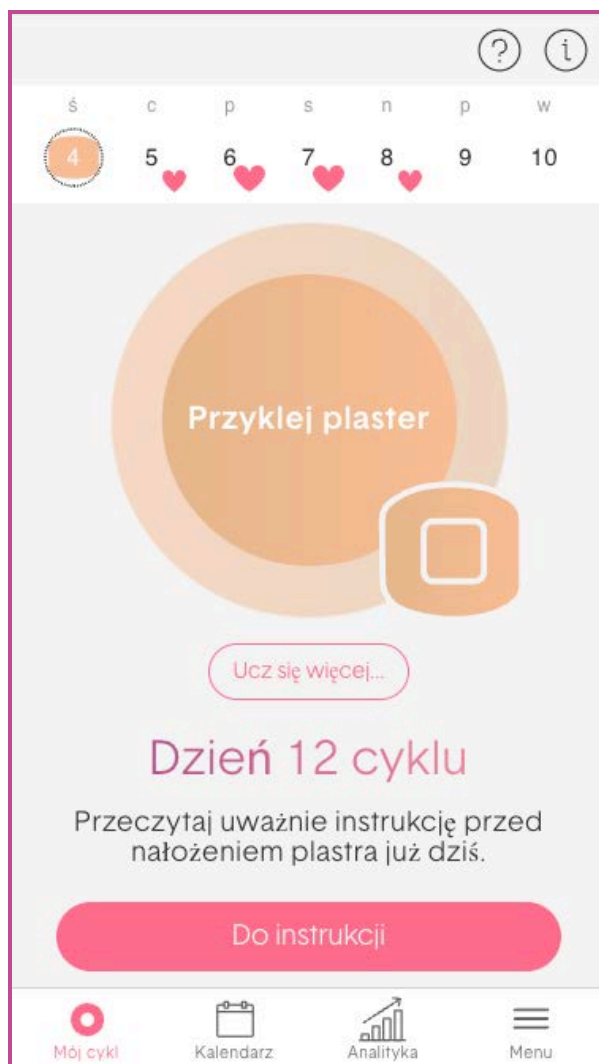 ? i
ś c p s n p w
4 5 6 7 8 9 10
Przyklej plaster
Ucz się więcej...
Dzień 12 cyklu
Przeczytaj uważnie instrukcję przed
nałożeniem plastra już dziś.
Do instrukcji
Mój cykl Kalendarz Analityka Menu